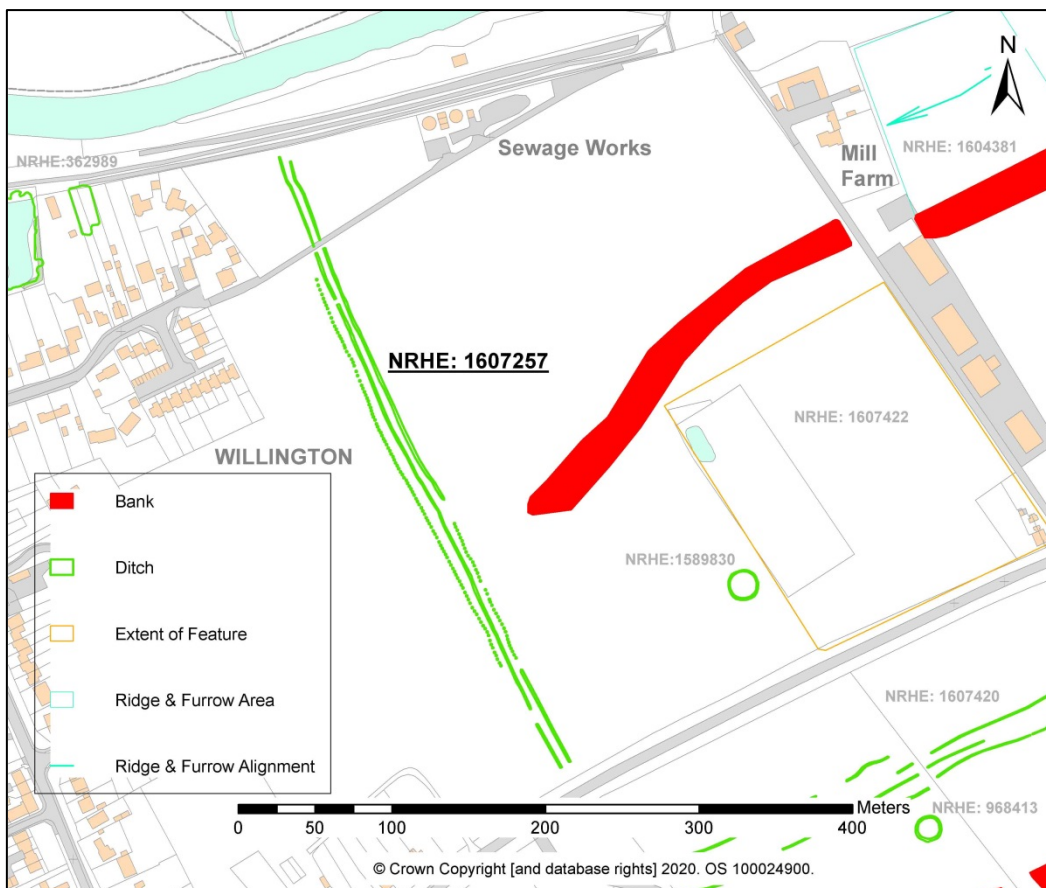 N
Sewage Works
NRHE:362989
NRHE: 1604381
Mill
Farm
NRHE: 1607257
NRHE: 1607422
WILLINGTON
Bank
NRHE:1589830
Ditch
Extent of Feature
Ridge & Furrow Area
NRHE: 1607420
Ridge & Furrow Alignment
Meters
NRHE: 968413
0 50 100 200 300 400
© Crown Copyright [and database rights] 2020. OS 100024900.